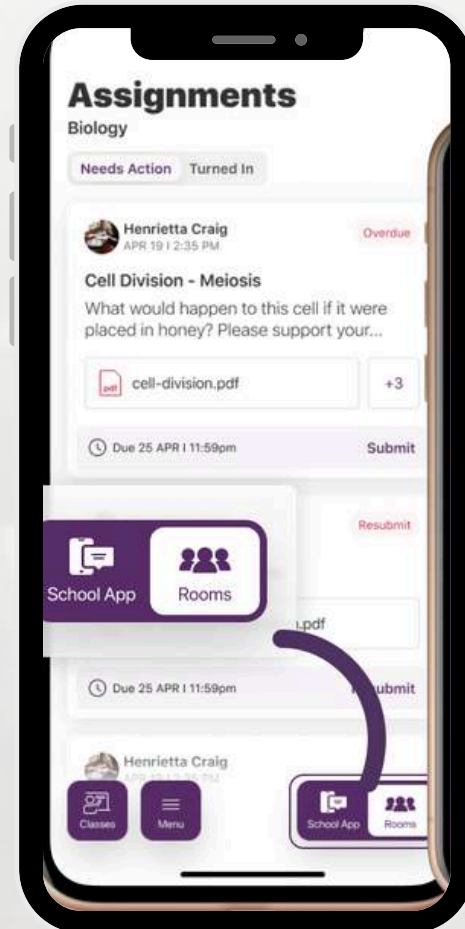 Assignments
Biology
Needs Action Turned In
Henrietta Craig Overdue
APR 19 I 2:35 PM
Cell Division - Meiosis
What would happen to this cell if it were
placed in honey? Please support your...
pdf cell-division.pdf +3
Due 25 APR I 11:59pm Submit
Resubmit
School App Rooms
.pdf
Due 25 APR I 11:59pm
Henrietta Craig
Classes Menu School App Rooms